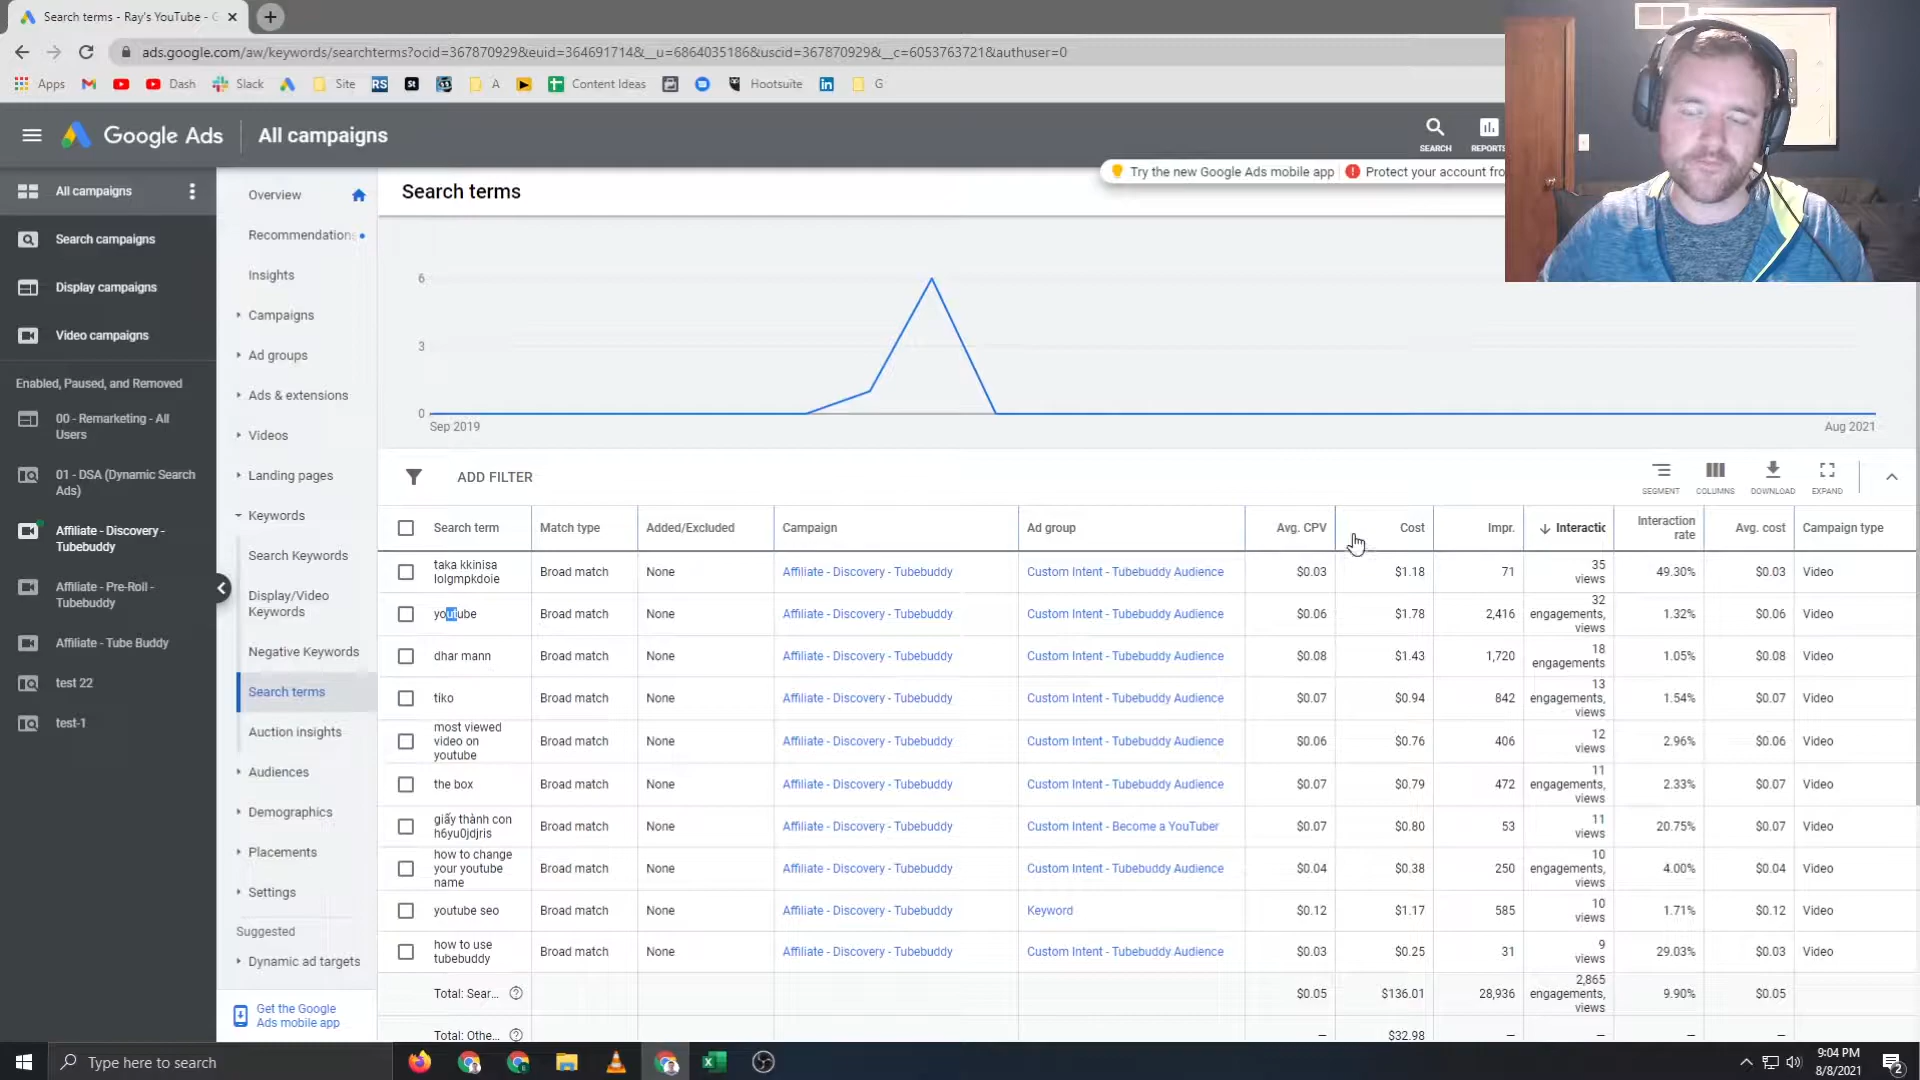 Search terms - Ray's YouTube - G
ads.google.com/aw/keywords/searchterms?ocid=367870929&euid=364691714&__u=6864035186&uscid=367870929&__c=6053763721&authuser=0
Apps Dash Slack Site RS St A Content Ideas Hootsuite in G
Google Ads All campaigns
SEARCH REPORTS
Try the new Google Ads mobile app Protect your account fro
All campaigns
Search campaigns
Display campaigns
Video campaigns
Enabled, Paused, and Removed
00 - Remarketing - All
Users
01 - DSA (Dynamic Search
Ads)
Affiliate - Discovery -
Tubebuddy
Affiliate - Pre-Roll -
Tubebuddy
Affiliate - Tube Buddy
test 22
test-1
Overview
Recommendations
Insights
Campaigns
Ad groups
Ads & extensions
Videos
Landing pages
Keywords
Search Keywords
Display/Video
Keywords
Negative Keywords
Search terms
Auction insights
Audiences
Demographics
Placements
Settings
Suggested
Dynamic ad targets
Get the Google
Ads mobile app
Search terms
6
3
0
Sep 2019 Aug 2021
ADD FILTER
SEGMENT COLUMNS DOWNLOAD EXPAND
Search term Match type Added/Excluded Campaign Ad group Avg. CPV Cost Impr. Interactic Interaction rate Avg. cost Campaign type
taka kkinisa lolgmpkdoie Broad match None Affiliate - Discovery - Tubebuddy Custom Intent - Tubebuddy Audience $0.03 $1.18 71 35 views 49.30% $0.03 Video
youtube Broad match None Affiliate - Discovery - Tubebuddy Custom Intent - Tubebuddy Audience $0.06 $1.78 2,416 32 engagements, views 1.32% $0.06 Video
dhar mann Broad match None Affiliate - Discovery - Tubebuddy Custom Intent - Tubebuddy Audience $0.08 $1.43 1,720 18 engagements 1.05% $0.08 Video
tiko Broad match None Affiliate - Discovery - Tubebuddy Custom Intent - Tubebuddy Audience $0.07 $0.94 842 13 engagements, views 1.54% $0.07 Video
most viewed video on youtube Broad match None Affiliate - Discovery - Tubebuddy Custom Intent - Tubebuddy Audience $0.06 $0.76 406 12 views 2.96% $0.06 Video
the box Broad match None Affiliate - Discovery - Tubebuddy Custom Intent - Tubebuddy Audience $0.07 $0.79 472 11 engagements, views 2.33% $0.07 Video
giấy thành con h6yu0jdjris Broad match None Affiliate - Discovery - Tubebuddy Custom Intent - Become a YouTuber $0.07 $0.80 53 11 views 20.75% $0.07 Video
how to change your youtube name Broad match None Affiliate - Discovery - Tubebuddy Custom Intent - Tubebuddy Audience $0.04 $0.38 250 10 engagements, views 4.00% $0.04 Video
youtube seo Broad match None Affiliate - Discovery - Tubebuddy Keyword $0.12 $1.17 585 10 views 1.71% $0.12 Video
how to use tubebuddy Broad match None Affiliate - Discovery - Tubebuddy Custom Intent - Tubebuddy Audience $0.03 $0.25 31 9 views 29.03% $0.03 Video
Total: Sear... $0.05 $136.01 28,936 2,865 engagements, views 9.90% $0.05
Total: Othe... – $32.98 – – – –
Type here to search
9:04 PM
8/8/2021
2